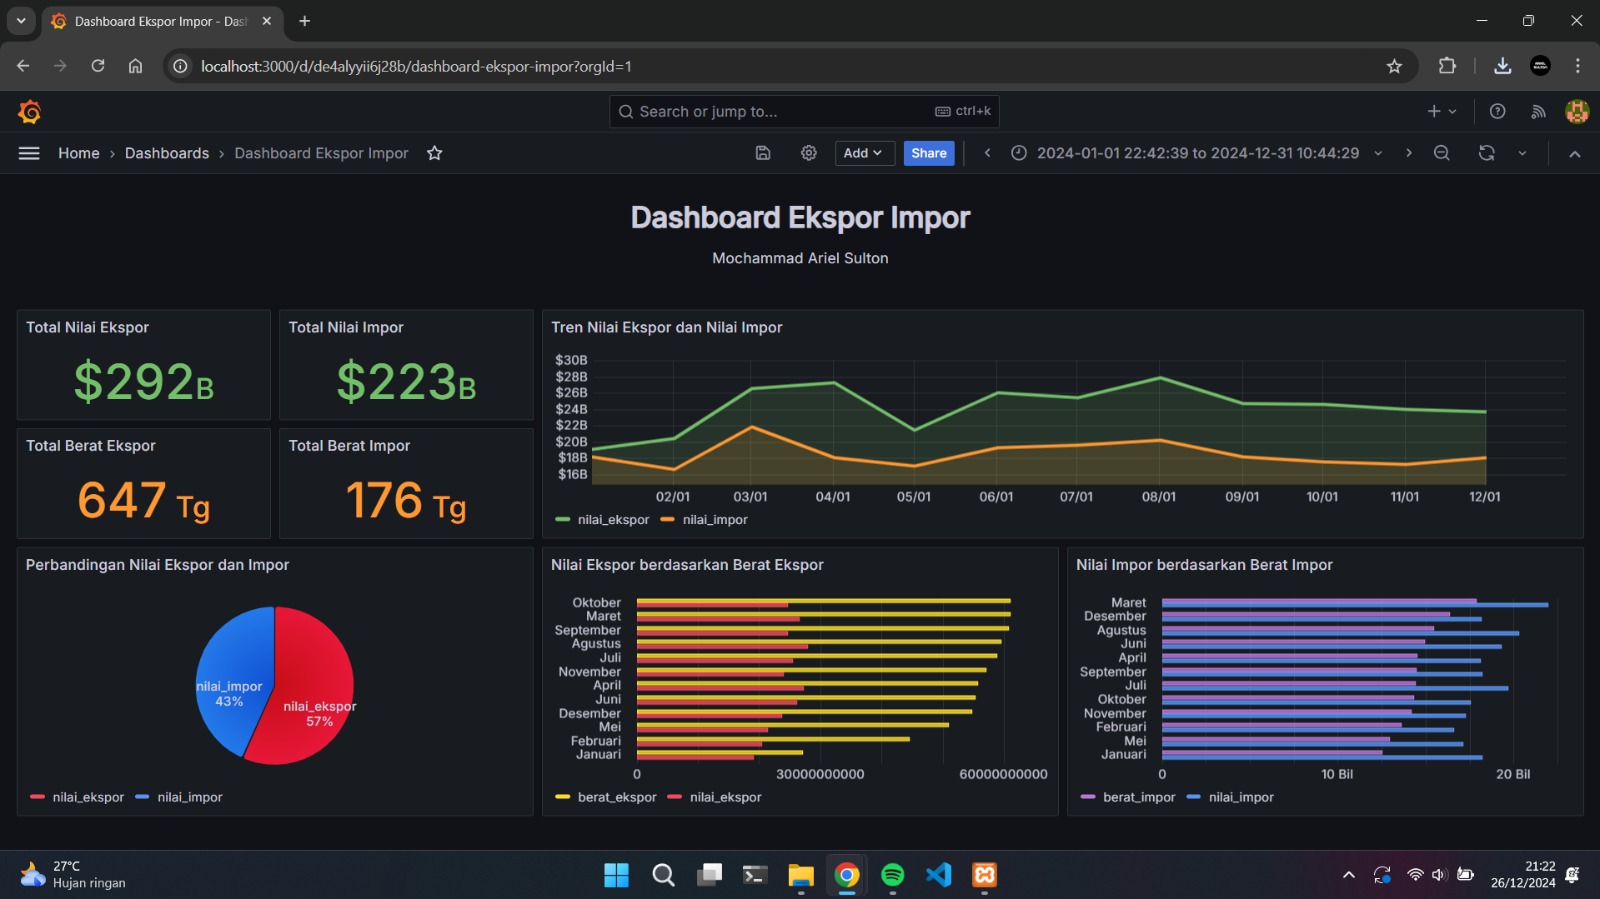 Dashboard Ekspor Impor - Das
localhost:3000/d/de4alyyii6j28b/dashboard-ekspor-impor?orgId=1
Search or jump to...
ctrl+k
Home › Dashboards › Dashboard Ekspor Impor
Add
Share
2024-01-01 22:42:39 to 2024-12-31 10:44:29
Dashboard Ekspor Impor
Mochammad Ariel Sulton
Total Nilai Ekspor
$292B
Total Nilai Impor
$223B
Total Berat Ekspor
647 Tg
Total Berat Impor
176 Tg
Tren Nilai Ekspor dan Nilai Impor
$30B
$28B
$26B
$24B
$22B
$20B
$18B
$16B
02/01 03/01 04/01 05/01 06/01 07/01 08/01 09/01 10/01 11/01 12/01
nilai_ekspor nilai_impor
Perbandingan Nilai Ekspor dan Impor
nilai_impor
43%
nilai_ekspor
57%
nilai_ekspor nilai_impor
Nilai Ekspor berdasarkan Berat Ekspor
Oktober
Maret
September
Agustus
Juli
November
April
Juni
Desember
Mei
Februari
Januari
0 30000000000 60000000000
berat_ekspor nilai_ekspor
Nilai Impor berdasarkan Berat Impor
Maret
Desember
Agustus
Juni
April
September
Juli
Oktober
November
Februari
Mei
Januari
0 10 Bil 20 Bil
berat_impor nilai_impor
27°C
Hujan ringan
21:22
26/12/2024